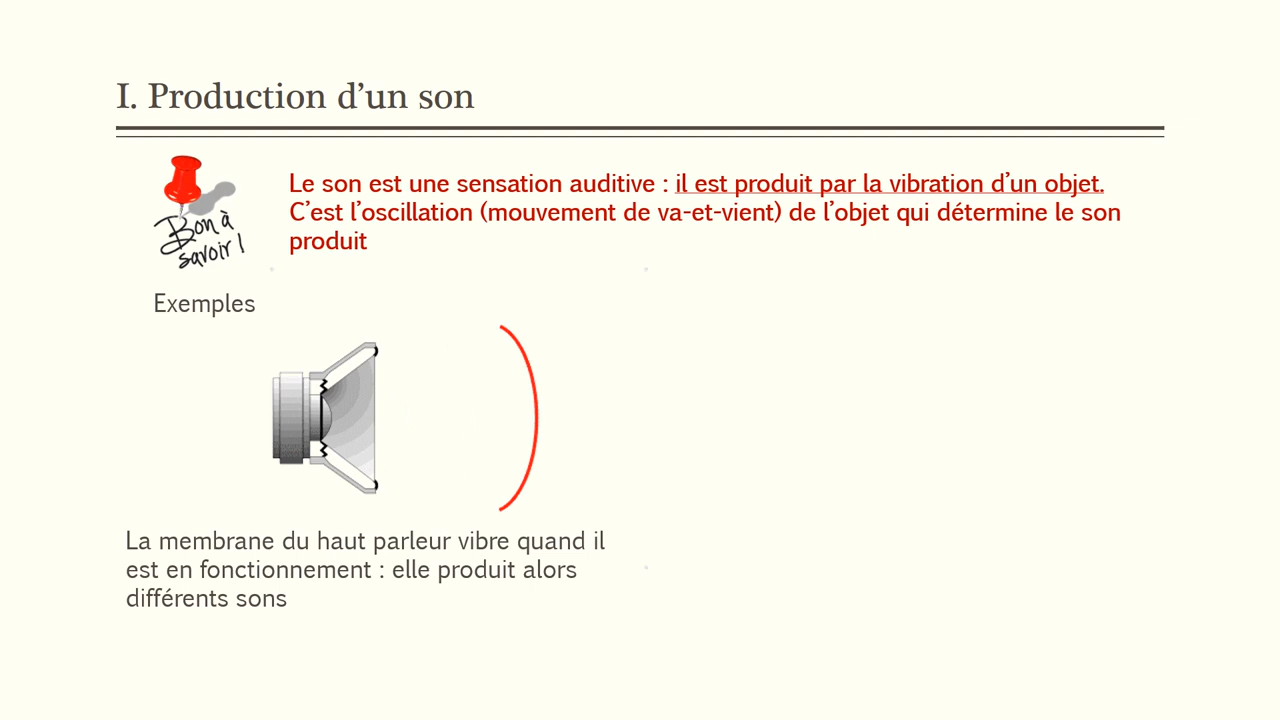 I. Production d’un son
Le son est une sensation auditive : il est produit par la vibration d’un objet.
C’est l’oscillation (mouvement de va-et-vient) de l’objet qui détermine le son
produit
Bon à
savoir !
Exemples
La membrane du haut parleur vibre quand il
est en fonctionnement : elle produit alors
différents sons